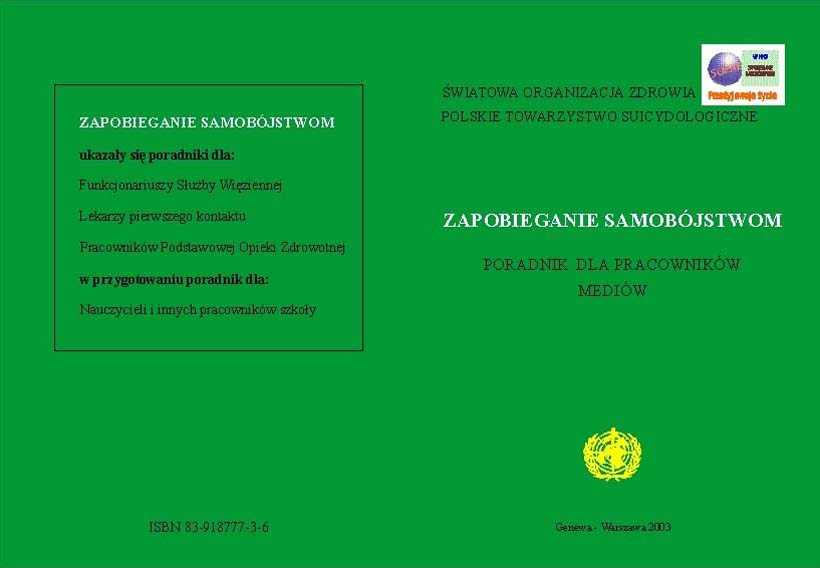 ZAPOBIEGANIE SAMOBÓJSTWOM
ukazały się poradniki dla:
Funkcjonariuszy Służby Więziennej
Lekarzy pierwszego kontaktu
Pracowników Podstawowej Opieki Zdrowotnej
w przygotowaniu poradnik dla:
Nauczycieli i innych pracowników szkoły
ISBN 83-918777-3-6
ŚWIATOWA ORGANIZACJA ZDROWIA
POLSKIE TOWARZYSTWO SUICYDOLOGICZNE
WHO
ZAPOBIEGANIE SAMOBÓJSTWOM
PORADNIK DLA PRACOWNIKÓW
MEDIÓW
Genewa - Warszawa 2003